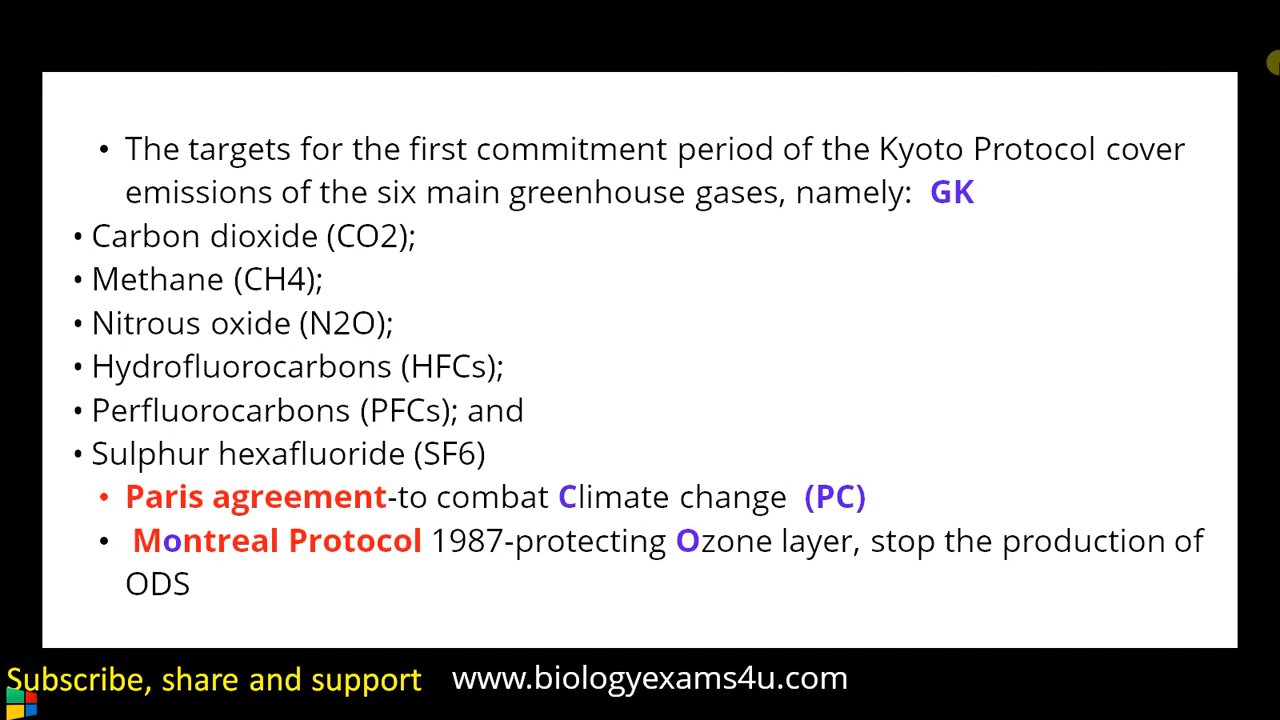 • The targets for the first commitment period of the Kyoto Protocol cover
emissions of the six main greenhouse gases, namely: GK
• Carbon dioxide (CO2);
• Methane (CH4);
• Nitrous oxide (N2O);
• Hydrofluorocarbons (HFCs);
• Perfluorocarbons (PFCs); and
• Sulphur hexafluoride (SF6)
• Paris agreement-to combat Climate change (PC)
• Montreal Protocol 1987-protecting Ozone layer, stop the production of
ODS
Subscribe, share and support www.biologyexams4u.com